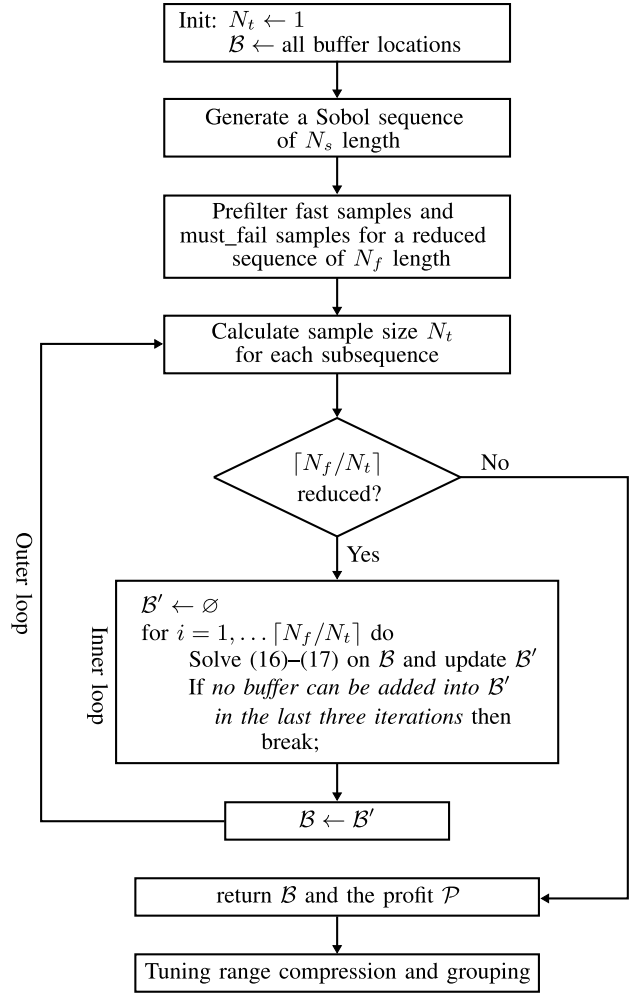 Init: N_t ← 1
ℬ ← all buffer locations
Generate a Sobol sequence
of N_s length
Prefilter fast samples and
must_fail samples for a reduced
sequence of N_f length
Calculate sample size N_t
for each subsequence
⌈N_f/N_t⌉
reduced?
No
Yes
Outer loop
Inner loop
ℬ′ ← ∅
for i = 1, … ⌈N_f/N_t⌉ do
Solve (16)–(17) on ℬ and update ℬ′
If no buffer can be added into ℬ′
in the last three iterations then
break;
ℬ ← ℬ′
return ℬ and the profit 𝒫
Tuning range compression and grouping